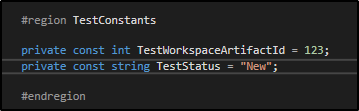 #region TestConstants
private const int TestWorkspaceArtifactId = 123;
private const string TestStatus = "New";
#endregion